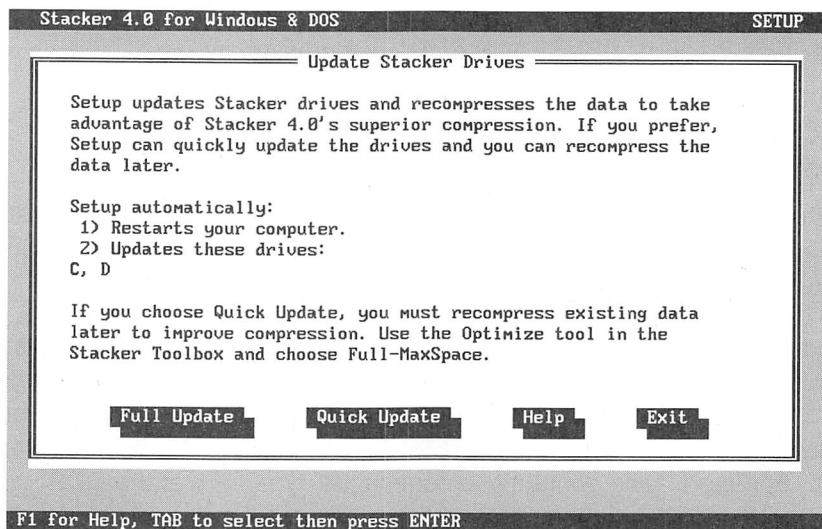 Stacker 4.0 for Windows & DOS SETUP
Update Stacker Drives
Setup updates Stacker drives and recompresses the data to take
advantage of Stacker 4.0's superior compression. If you prefer,
Setup can quickly update the drives and you can recompress the
data later.
Setup automatically:
1) Restarts your computer.
2) Updates these drives:
C, D
If you choose Quick Update, you must recompress existing data
later to improve compression. Use the Optimize tool in the
Stacker Toolbox and choose Full-MaxSpace.
Full Update Quick Update Help Exit
F1 for Help, TAB to select then press ENTER